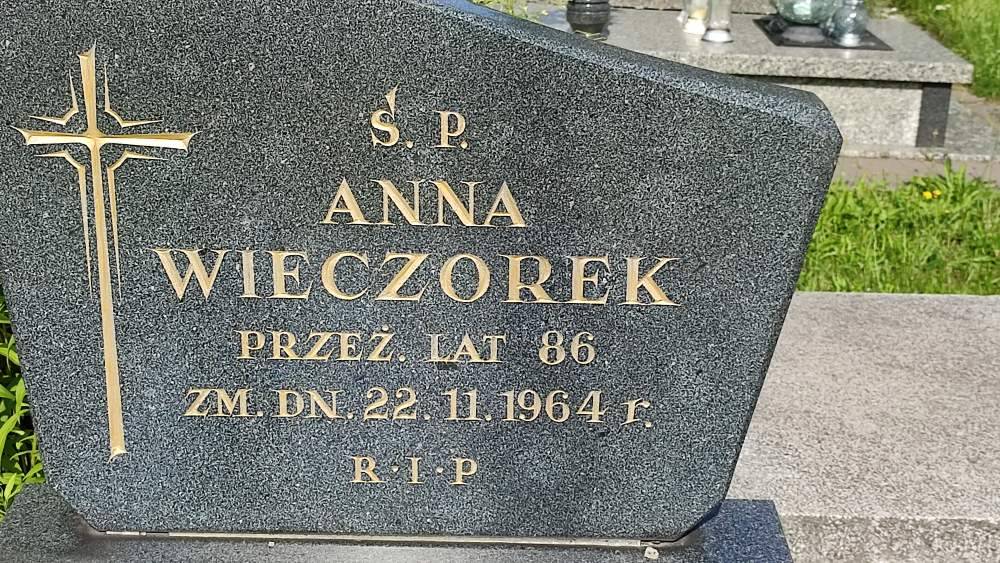 Ś. P.
ANNA
WIECZOREK
PRZEŻ. LAT 86
ZM. DN. 22. 11. 1964 r.
R·I·P